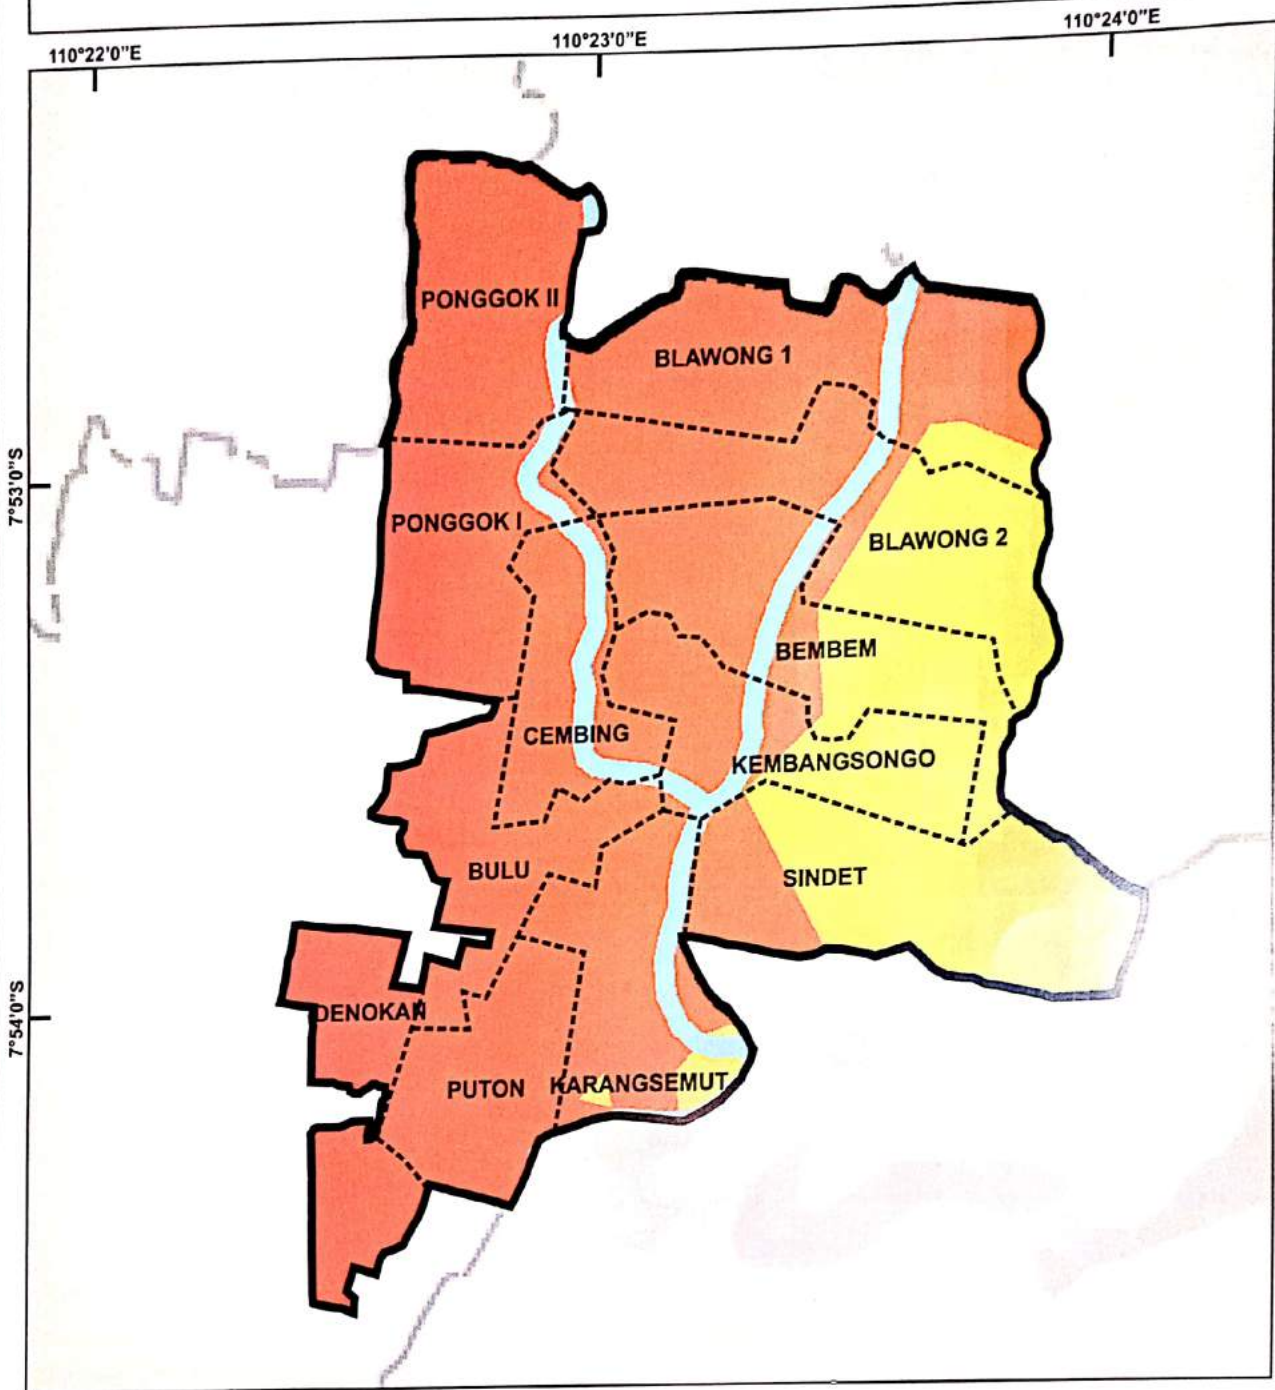 110°22'0"E
110°23'0"E
110°24'0"E
7°53'0"S
7°54'0"S
PONGGOK II
BLAWONG 1
PONGGOK I
BLAWONG 2
BEMBEM
CEMBING
KEMBANGSONGO
BULU
SINDET
DENOKAN
PUTON
KARANGSEMUT